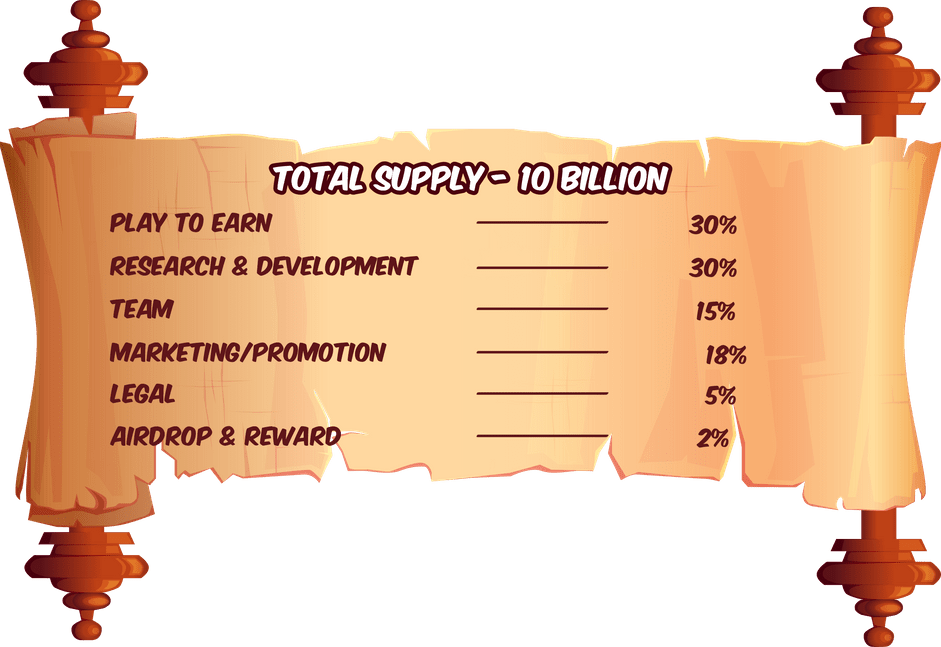 TOTAL SUPPLY - 10 BILLION
PLAY TO EARN 30%
RESEARCH & DEVELOPMENT 30%
TEAM 15%
MARKETING/PROMOTION 18%
LEGAL 5%
AIRDROP & REWARD 2%